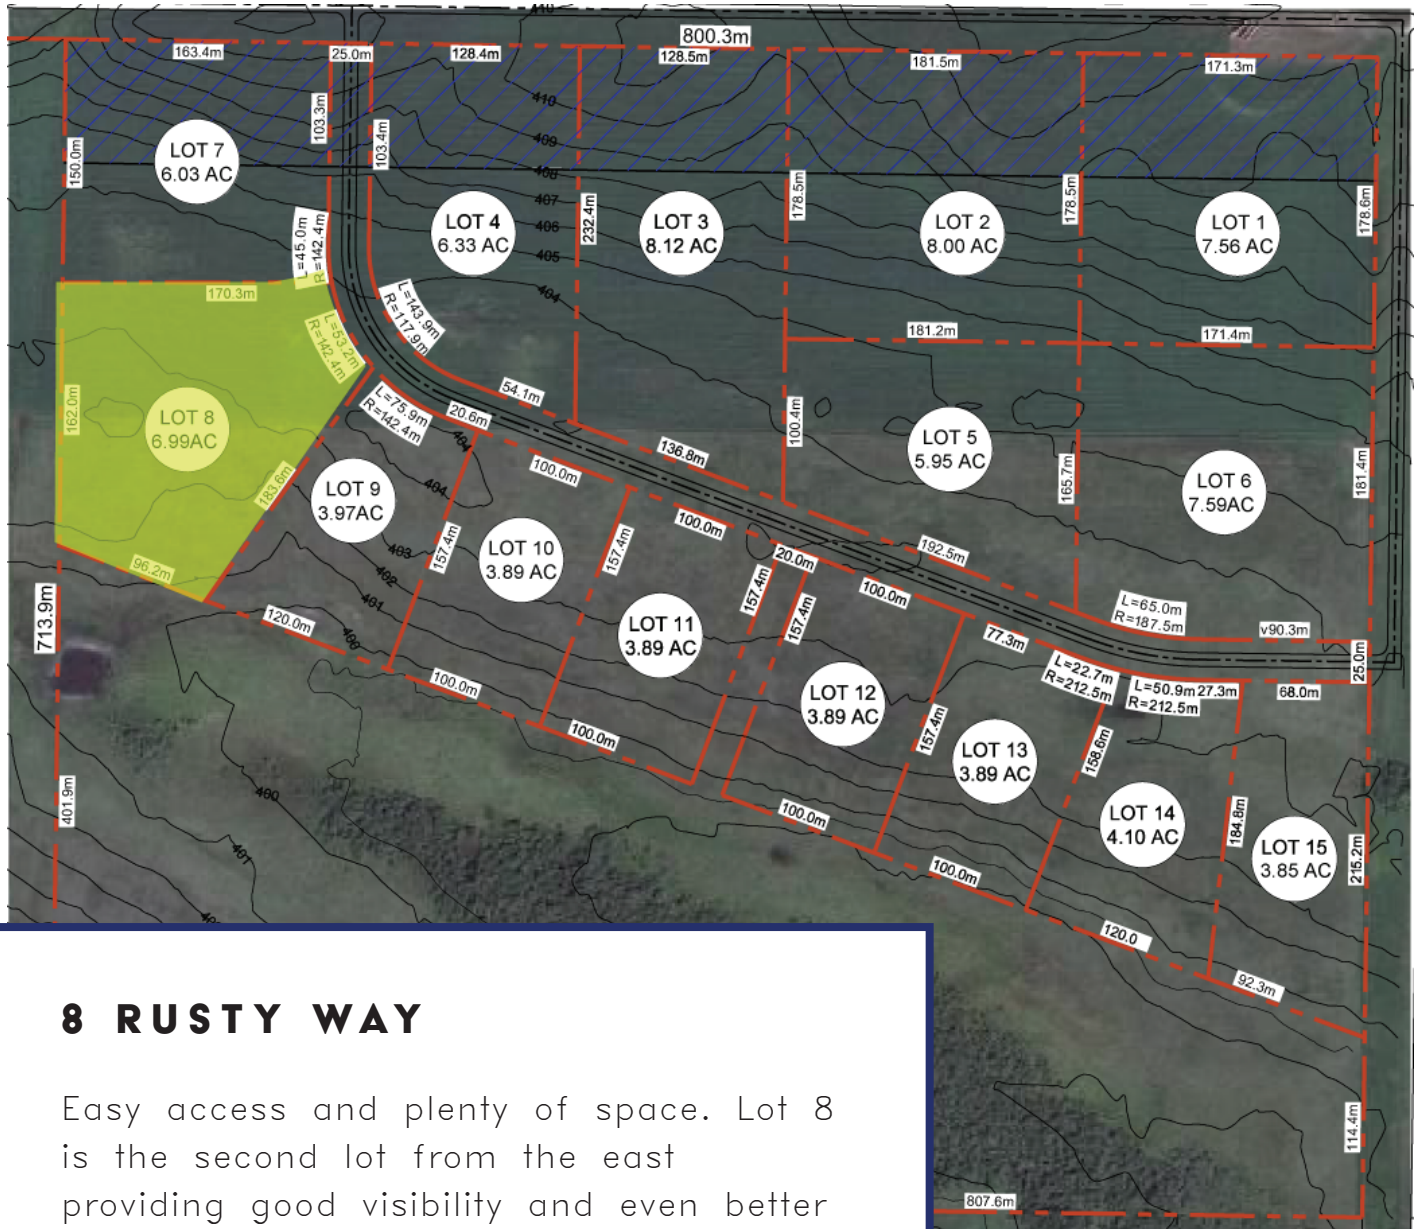 410
800.3m
163.4m
25.0m
128.4m
128.5m
181.5m
171.3m
410
103.3m
103.4m
409
150.0m
LOT 7
6.03 AC
408
178.5m
178.5m
178.6m
407
232.4m
LOT 4
6.33 AC
LOT 3
8.12 AC
LOT 2
8.00 AC
LOT 1
7.56 AC
406
L=45.0m
R=142.4m
405
404
170.3m
L=143.9m
R=117.9m
181.2m
171.4m
L=53.2m
R=142.4m
54.1m
L=75.9m
R=142.4m
20.6m
162.0m
LOT 8
6.99AC
100.4m
404
136.8m
LOT 5
5.95 AC
165.7m
181.4m
100.0m
404
183.6m
LOT 9
3.97AC
LOT 6
7.59AC
100.0m
157.4m
157.4m
403
LOT 10
3.89 AC
192.5m
20.0m
96.2m
402
157.4m
157.4m
100.0m
401
L=65.0m
R=187.5m
713.9m
120.0m
400
LOT 11
3.89 AC
77.3m
v90.3m
25.0m
L=22.7m
R=212.5m
L=50.9m
R=212.5m
27.3m
68.0m
100.0m
LOT 12
3.89 AC
157.4m
100.0m
158.6m
LOT 13
3.89 AC
400
401.9m
100.0m
LOT 14
4.10 AC
184.8m
LOT 15
3.85 AC
215.2m
401
100.0m
120.0
92.3m
8 RUSTY WAY
Easy access and plenty of space. Lot 8
is the second lot from the east
providing good visibility and even better
114.4m
807.6m